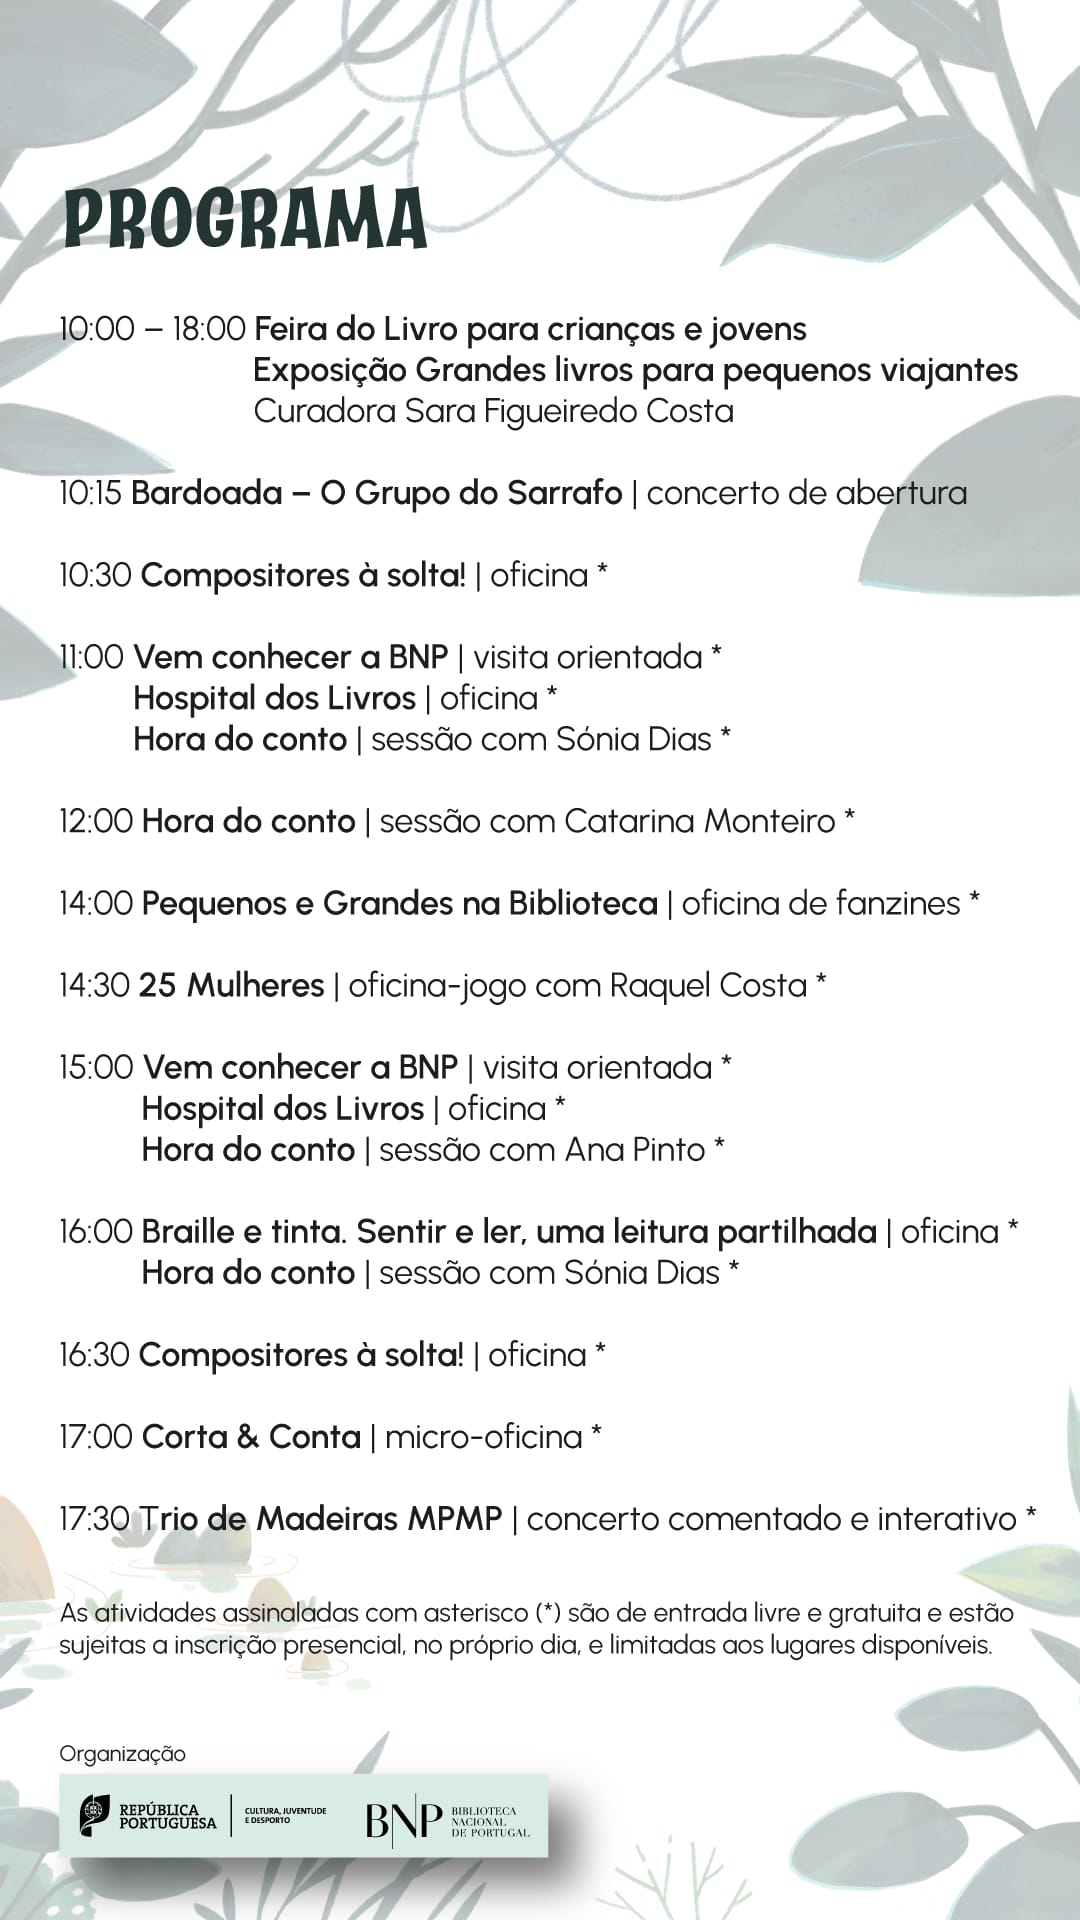 PROGRAMA
10:00 – 18:00 Feira do Livro para crianças e jovens
Exposição Grandes livros para pequenos viajantes
Curadora Sara Figueiredo Costa
10:15 Bardoada – O Grupo do Sarrafo | concerto de abertura
10:30 Compositores à solta! | oficina *
11:00 Vem conhecer a BNP | visita orientada *
Hospital dos Livros | oficina *
Hora do conto | sessão com Sónia Dias *
12:00 Hora do conto | sessão com Catarina Monteiro *
14:00 Pequenos e Grandes na Biblioteca | oficina de fanzines *
14:30 25 Mulheres | oficina-jogo com Raquel Costa *
15:00 Vem conhecer a BNP | visita orientada *
Hospital dos Livros | oficina *
Hora do conto | sessão com Ana Pinto *
16:00 Braille e tinta. Sentir e ler, uma leitura partilhada | oficina *
Hora do conto | sessão com Sónia Dias *
16:30 Compositores à solta! | oficina *
17:00 Corta & Conta | micro-oficina *
17:30 Trio de Madeiras MPMP | concerto comentado e interativo *
As atividades assinaladas com asterisco (*) são de entrada livre e gratuita e estão
sujeitas a inscrição presencial, no próprio dia, e limitadas aos lugares disponíveis.
Organização
REPÚBLICA
PORTUGUESA
CULTURA, JUVENTUDE
E DESPORTO
BNP
BIBLIOTECA
NACIONAL
DE PORTUGAL